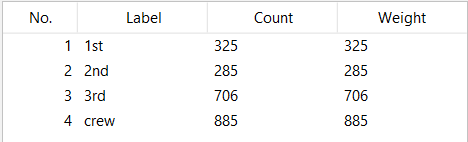 No. Label Count Weight
1 1st 325 325
2 2nd 285 285
3 3rd 706 706
4 crew 885 885